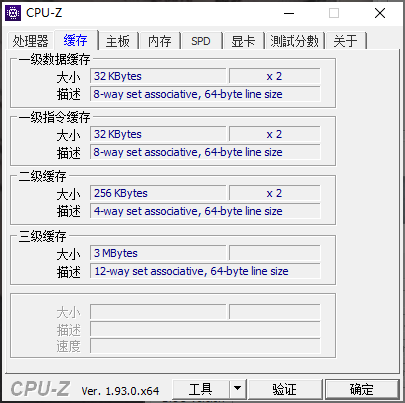 CPU-Z
处理器 缓存 主板 内存 SPD 显卡 測試分數 关于
一级数据缓存
大小 32 KBytes x 2
描述 8-way set associative, 64-byte line size
一级指令缓存
大小 32 KBytes x 2
描述 8-way set associative, 64-byte line size
二级缓存
大小 256 KBytes x 2
描述 4-way set associative, 64-byte line size
三级缓存
大小 3 MBytes
描述 12-way set associative, 64-byte line size
大小
描述
速度
CPU-Z Ver. 1.93.0.x64 工具 验证 确定